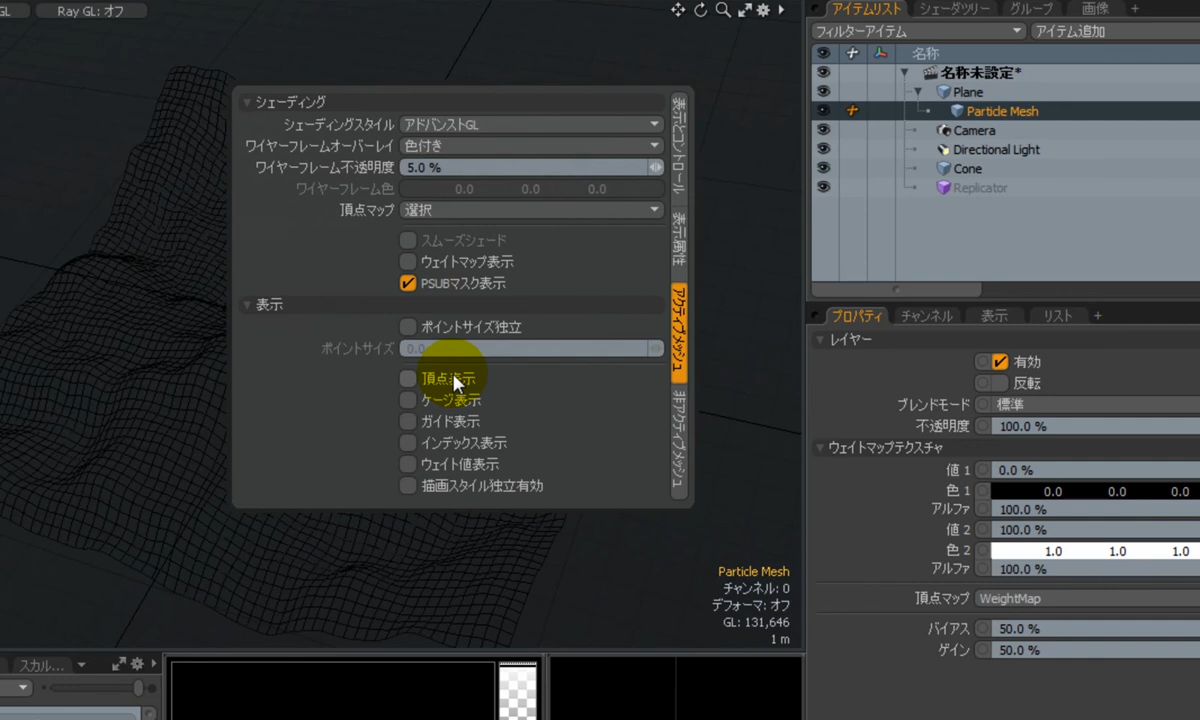 GL
Ray GL: オフ
シェーディング
シェーディングスタイル アドバンストGL
ワイヤーフレームオーバーレイ 色付き
ワイヤーフレーム不透明度 5.0 %
ワイヤーフレーム色 0.0 0.0 0.0
頂点マップ 選択
スムーズシェード
ウェイトマップ表示
PSUBマスク表示
表示
ポイントサイズ独立
ポイントサイズ 0.0
頂点表示
ケージ表示
ガイド表示
インデックス表示
ウェイト値表示
描画スタイル独立有効
表示とコントロール
表示属性
アクティブメッシュ
非アクティブメッシュ
Particle Mesh
チャンネル: 0
デフォーマ: オフ
GL: 131,646
1 m
スカル...
アイテムリスト シェーダツリー グループ 画像 +
フィルターアイテム アイテム追加
名称
名称未設定*
Plane
Particle Mesh
Camera
Directional Light
Cone
Replicator
プロパティ チャンネル 表示 リスト +
レイヤー
有効
反転
ブレンドモード 標準
不透明度 100.0 %
ウェイトマップテクスチャ
値 1 0.0 %
色 1 0.0 0.0 0.0
アルファ 100.0 %
値 2 100.0 %
色 2 1.0 1.0 1.0
アルファ 100.0 %
頂点マップ WeightMap
バイアス 50.0 %
ゲイン 50.0 %